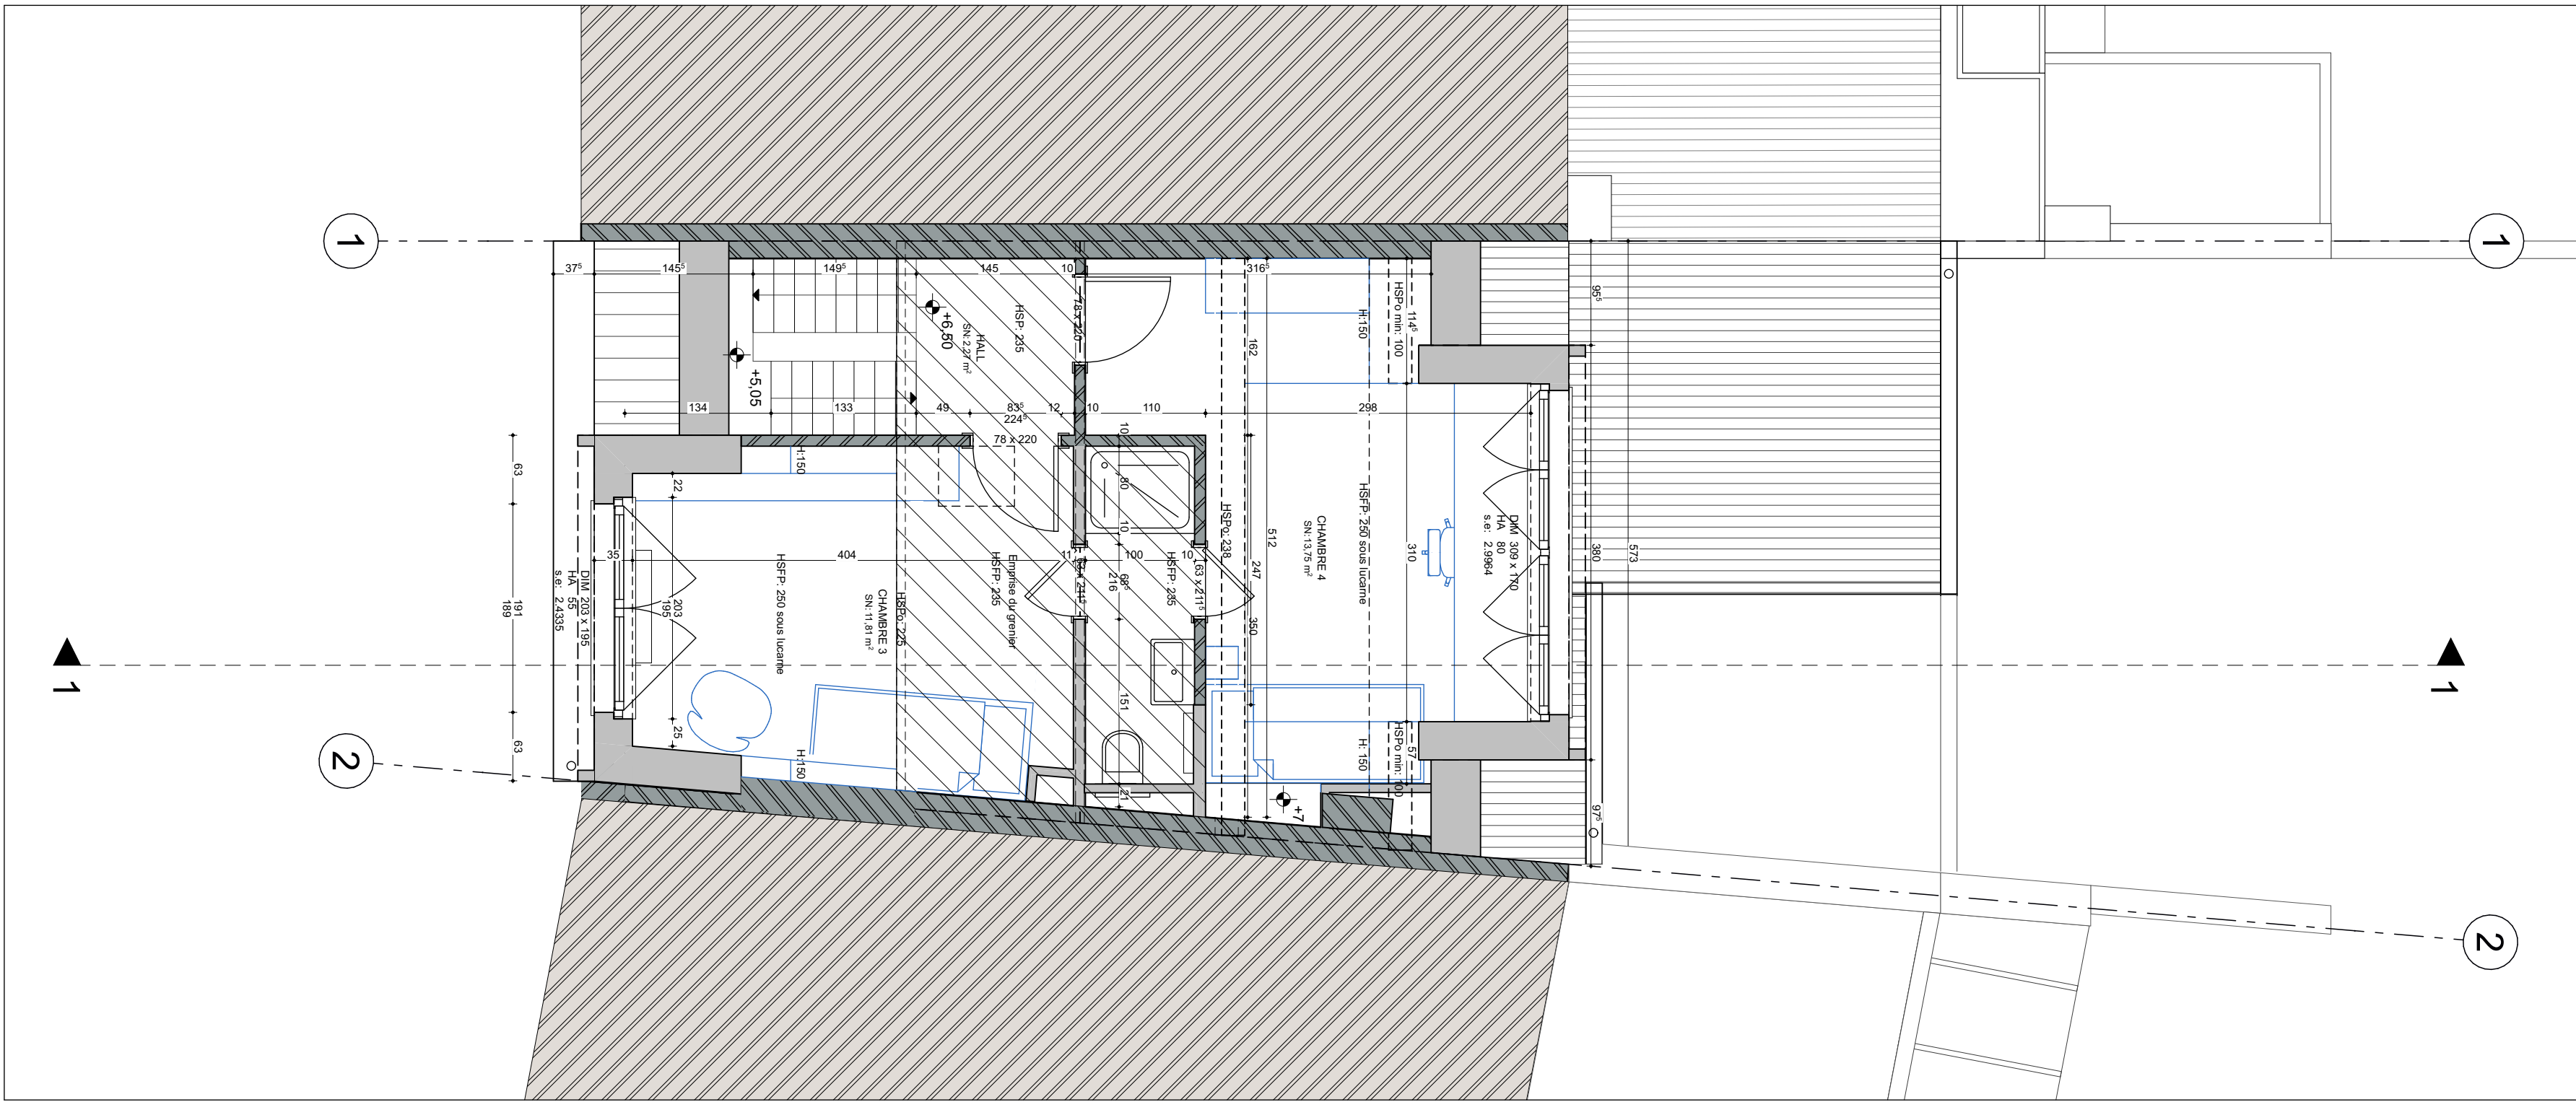 1
1
37⁵
145⁵
149⁵
145
10
316⁵
95⁵
78 x 220
HSP: 235
HALL
SN: 2,27 m²
+6,50
+5,05
H:150
HSPo min: 100
114⁵
162
134
133
49
83⁵
12
10
110
298
224⁵
10
78 x 220
63
H:150
22
80
10
HSPo: 238
512
CHAMBRE 4
SN: 13,75 m²
HSFP: 250 sous lucarne
DIM 309 x 170
HA 80
s.e: 2.9964
310
380
573
35
404
11
100
10
247
DIM 203 x 195
HA 55
s.e: 2.4335
191
189
203
195
HSFP: 250 sous lucarne
CHAMBRE 3
SN: 11,81 m²
HSPo: 225
Emprise du grenier
HSFP: 235
63 x 211⁵
68⁵
216
HSFP: 235
63 x 211⁵
350
1
1
63
25
H:150
151
21
H: 150
57
HSPo min: 100
+7
97⁵
2
2